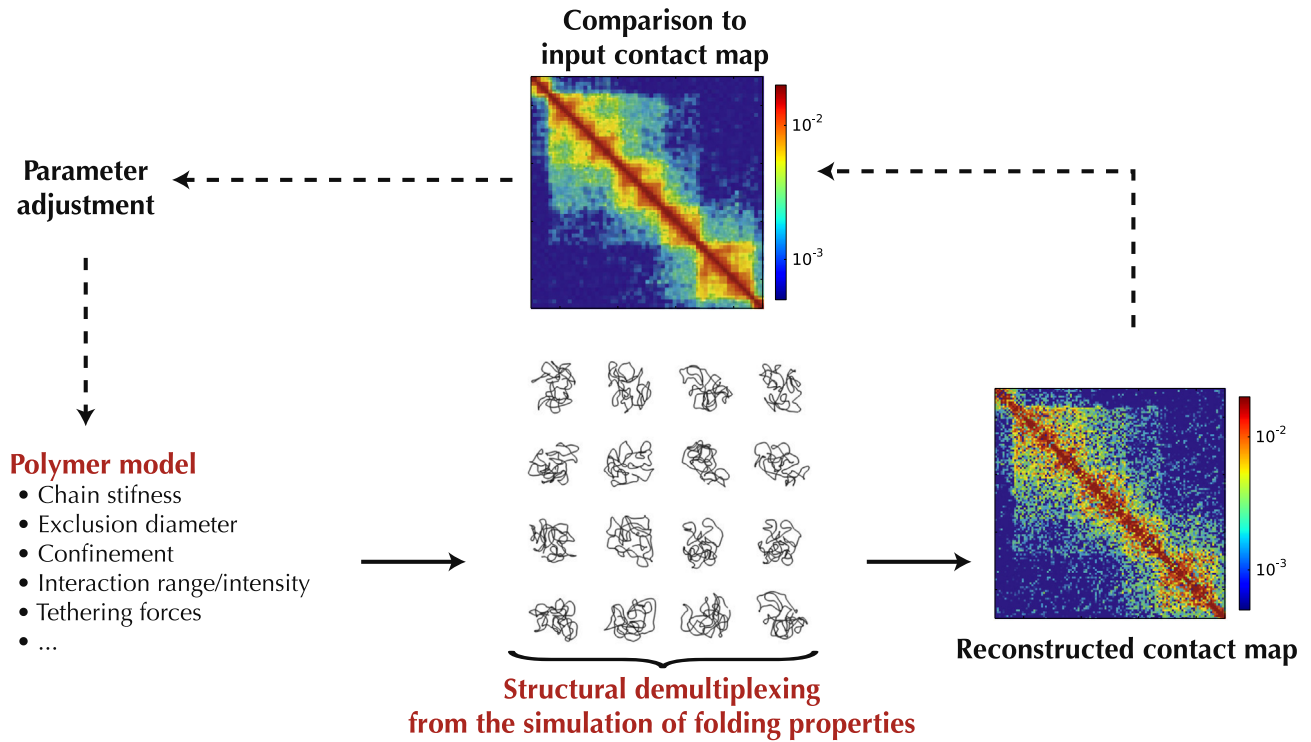 Comparison to
input contact map
10-2
10-3
Parameter
adjustment
Polymer model
• Chain stifness
• Exclusion diameter
• Confinement
• Interaction range/intensity
• Tethering forces
• ...
10-2
10-3
Reconstructed contact map
Structural demultiplexing
from the simulation of folding properties